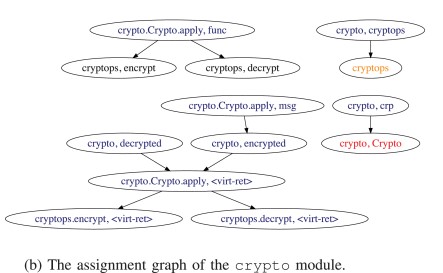 crypto.Crypto.apply, func
crypto, cryptops
cryptops, encrypt
cryptops, decrypt
cryptops
crypto.Crypto.apply, msg
crypto, crp
crypto, decrypted
crypto, encrypted
crypto, Crypto
crypto.Crypto.apply, <virt-ret>
cryptops.encrypt, <virt-ret>
cryptops.decrypt, <virt-ret>
(b) The assignment graph of the crypto module.